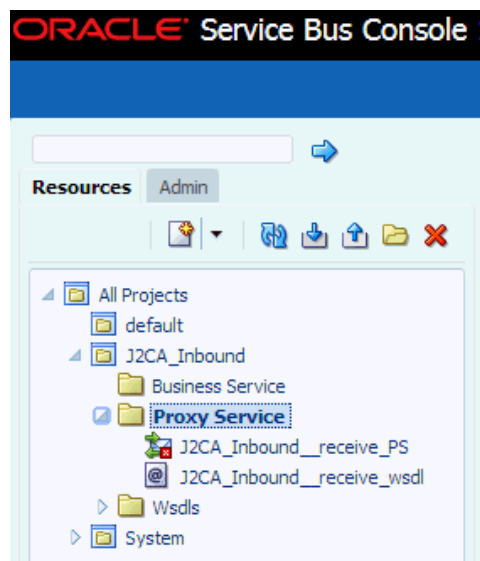 ORACLE® Service Bus Console
Resources Admin
All Projects
default
J2CA_Inbound
Business Service
Proxy Service
J2CA_Inbound__receive_PS
J2CA_Inbound__receive_wsdl
Wsdls
System